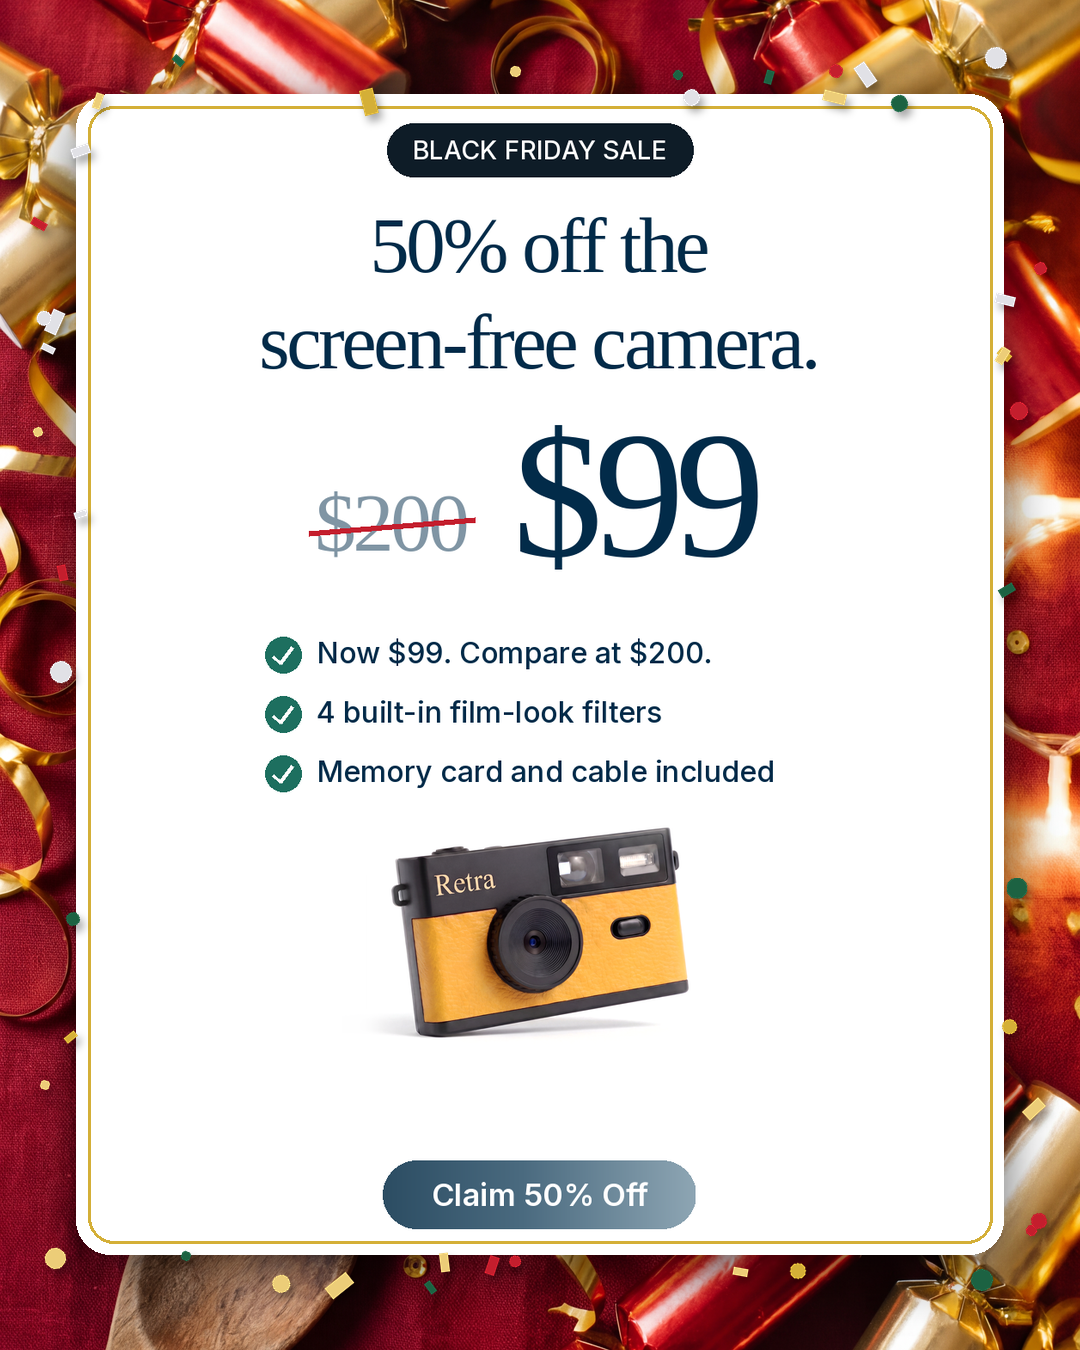 BLACK FRIDAY SALE
50% off the
screen-free camera.
$200 $99
Now $99. Compare at $200.
4 built-in film-look filters
Memory card and cable included
Retra
Claim 50% Off